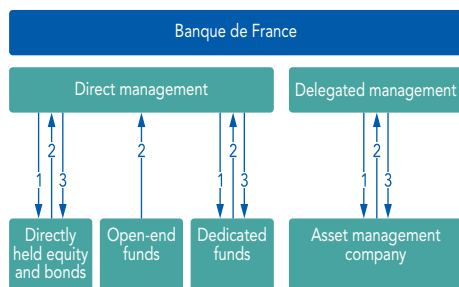 Banque de France
Direct management
Delegated management
2
2
2
2
1
3
1
3
1
3
Directly
held equity
and bonds
Open-end
funds
Dedicated
funds
Asset management
company